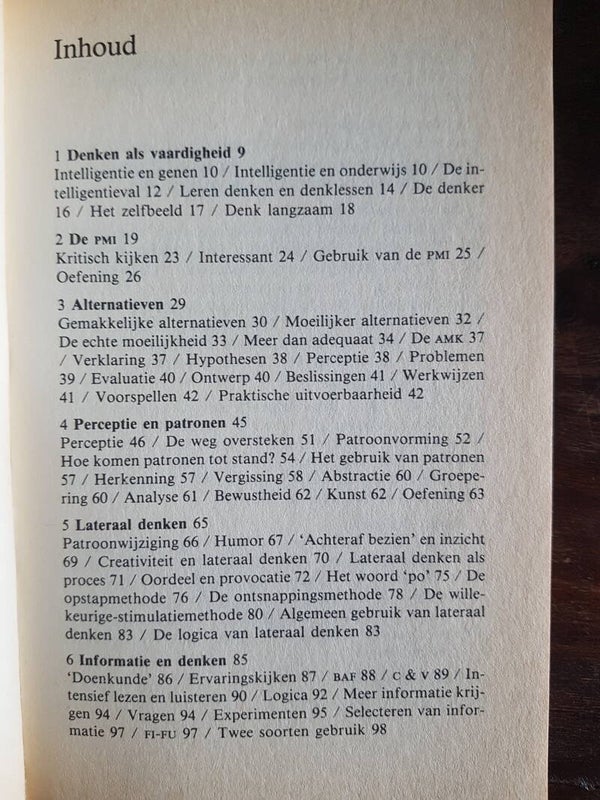 Inhoud
1 Denken als vaardigheid 9
Intelligentie en genen 10 / Intelligentie en onderwijs 10 / De in-
telligentieval 12 / Leren denken en denklessen 14 / De denker
16 / Het zelfbeeld 17 / Denk langzaam 18
2 De PMI 19
Kritisch kijken 23 / Interessant 24 / Gebruik van de PMI 25 /
Oefening 26
3 Alternatieven 29
Gemakkelijke alternatieven 30 / Moeilijker alternatieven 32 /
De echte moeilijkheid 33 / Meer dan adequaat 34 / De AMK 37
/ Verklaring 37 / Hypothesen 38 / Perceptie 38 / Problemen
39 / Evaluatie 40 / Ontwerp 40 / Beslissingen 41 / Werkwijzen
41 / Voorspellen 42 / Praktische uitvoerbaarheid 42
4 Perceptie en patronen 45
Perceptie 46 / De weg oversteken 51 / Patroonvorming 52 /
Hoe komen patronen tot stand? 54 / Het gebruik van patronen
57 / Herkenning 57 / Vergissing 58 / Abstractie 60 / Groepe-
ring 60 / Analyse 61 / Bewustheid 62 / Kunst 62 / Oefening 63
5 Lateraal denken 65
Patroonwijziging 66 / Humor 67 / 'Achteraf bezien' en inzicht
69 / Creativiteit en lateraal denken 70 / Lateraal denken als
proces 71 / Oordeel en provocatie 72 / Het woord 'po' 75 / De
opstapmethode 76 / De ontsnappingsmethode 78 / De wille-
keurige-stimulatiemethode 80 / Algemeen gebruik van lateraal
denken 83 / De logica van lateraal denken 83
6 Informatie en denken 85
'Doenkunde' 86 / Ervaringskijken 87 / BAF 88 / C & V 89 / In-
tensief lezen en luisteren 90 / Logica 92 / Meer informatie krij-
gen 94 / Vragen 94 / Experimenten 95 / Selecteren van infor-
matie 97 / FI-FU 97 / Twee soorten gebruik 98